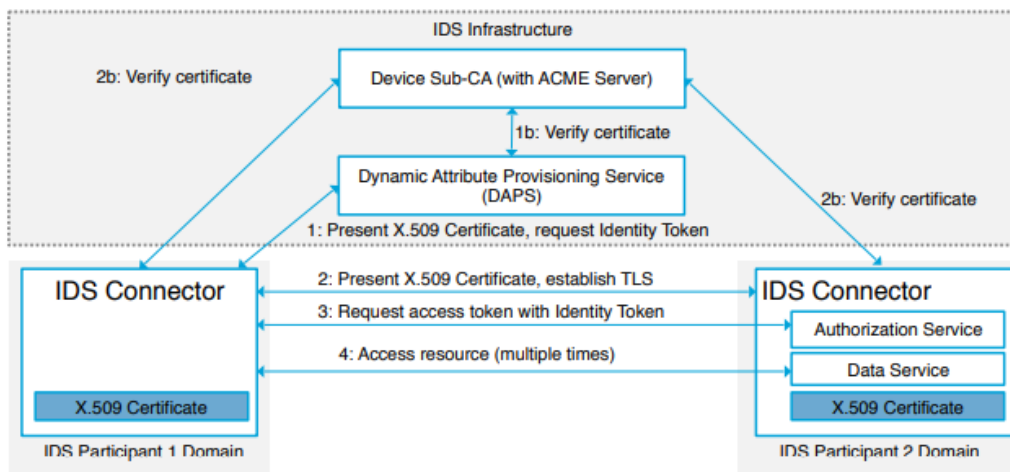 IDS Infrastructure
2b: Verify certificate
Device Sub-CA (with ACME Server)
1b: Verify certificate
Dynamic Attribute Provisioning Service
(DAPS)
2b: Verify certificate
1: Present X.509 Certificate, request Identity Token
IDS Connector
2: Present X.509 Certificate, establish TLS
IDS Connector
3: Request access token with Identity Token
Authorization Service
4: Access resource (multiple times)
Data Service
X.509 Certificate
X.509 Certificate
IDS Participant 1 Domain
IDS Participant 2 Domain